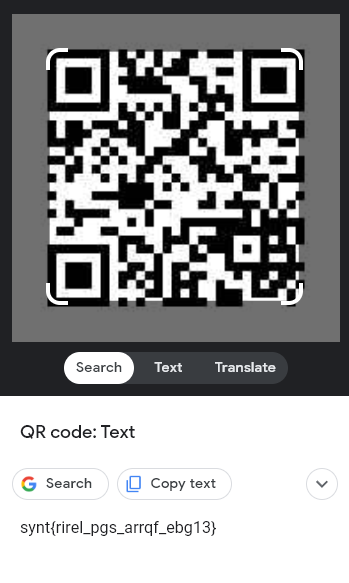 Search
Text
Translate
QR code: Text
Search
Copy text
synt{rirel_pgs_arrqf_ebg13}